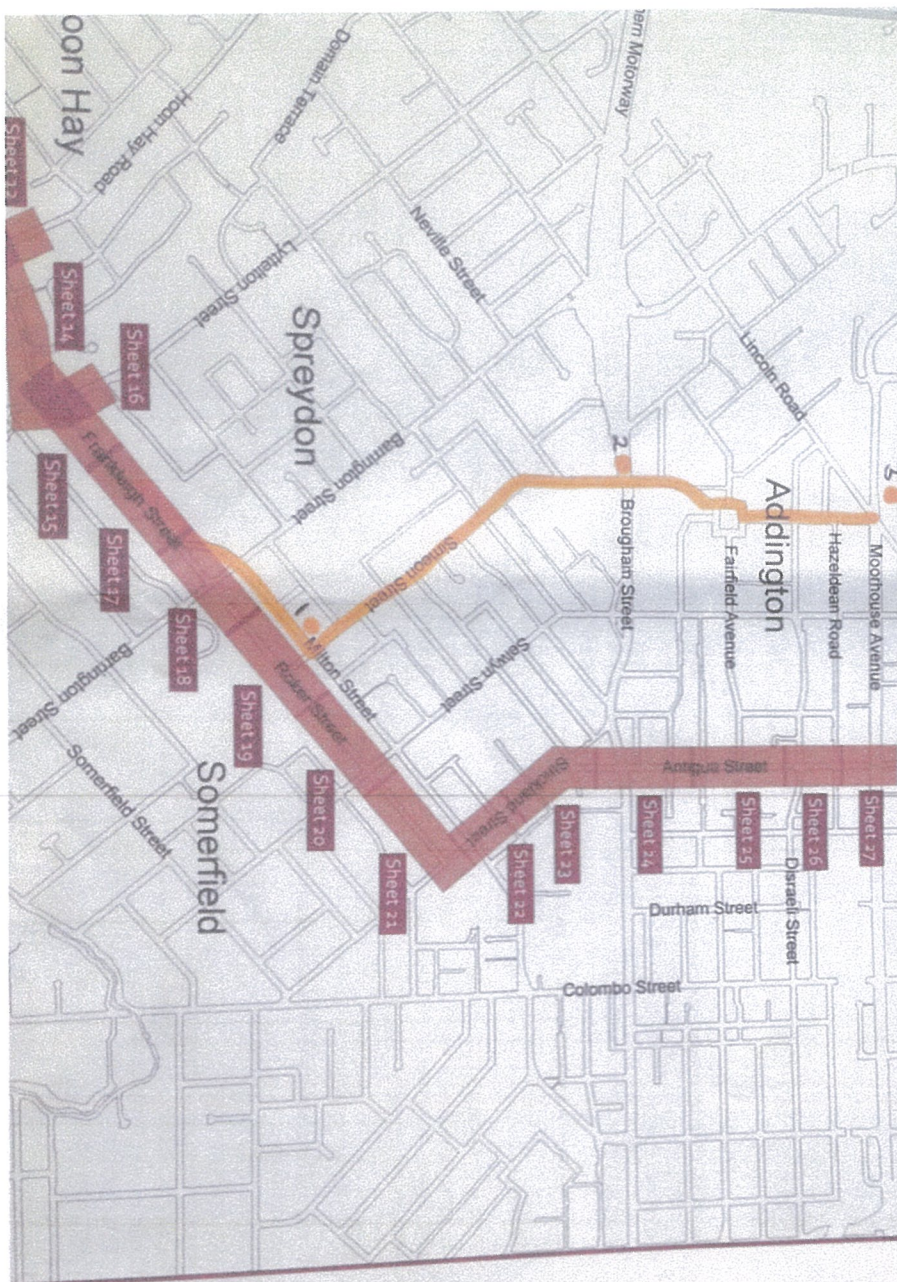 oon Hay
Hoon Hay Road
Domain Terrace
Sheet 14
Sheet 16
Lyttelton Street
Neville Street
Spreydon
ern Motorway
Lincoln Road
3
2
Barrington Street
Frankleigh Street
Sheet 15
Sheet 17
Sheet 18
Simeon Street
Brougham Street
Addington
Fairfield Avenue
Hazeldean Road
Moorhouse Avenue
1
Milton Street
Selwyn Street
Roker Street
Barrington Street
Sheet 19
Somerfield Street
Somerfield
Sheet 20
Sheet 21
Strickland Street
Antigua Street
Sheet 22
Sheet 23
Sheet 24
Sheet 25
Sheet 26
Sheet 27
Durham Street
Disraeli Street
Colombo Street